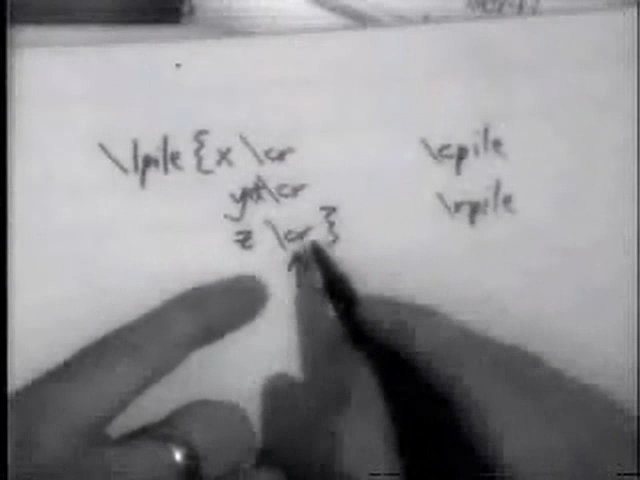 \lpile {x \cr
\cr
z \cr }
\cpile
\rpile